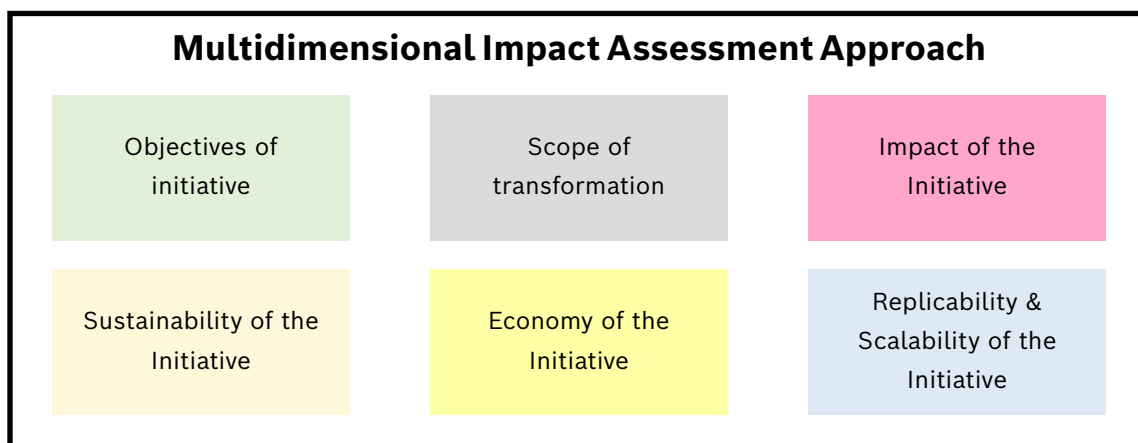 Multidimensional Impact Assessment Approach
Objectives of
initiative
Scope of
transformation
Impact of the
Initiative
Sustainability of the
Initiative
Economy of the
Initiative
Replicability &
Scalability of the
Initiative